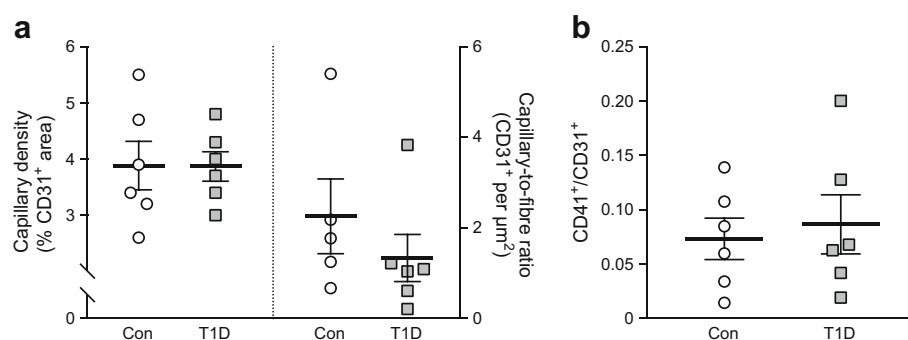 a
b
6
5
4
3
0
Capillary density
(% CD31⁺ area)
Con
T1D
Con
T1D
6
4
2
0
Capillary-to-fibre ratio
(CD31⁺ per µm²)
0.25
0.20
0.15
0.10
0.05
0
CD41⁺/CD31⁺
Con
T1D